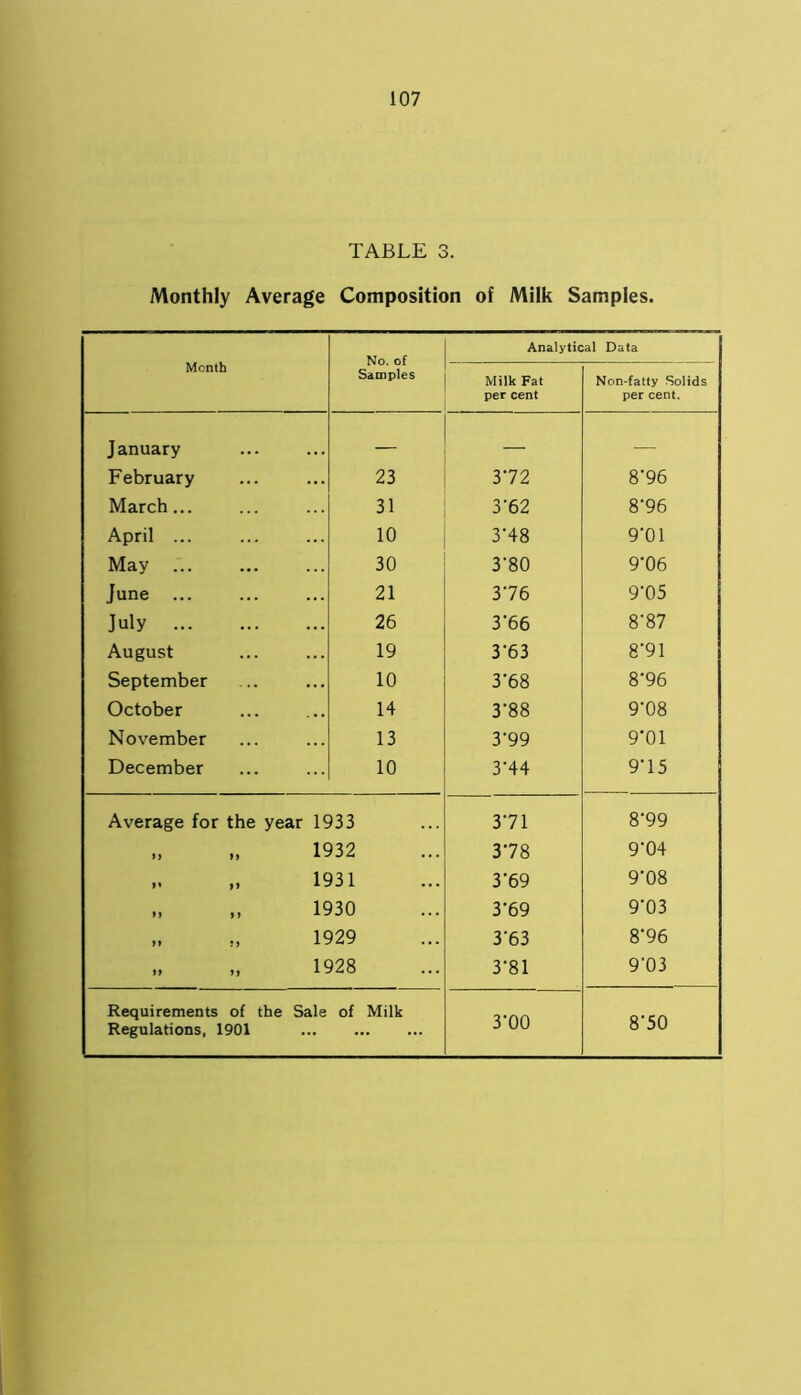 107
TABLE 3.
Monthly Average Composition of Milk Samples.
Month No. of Samples Analytical Data
Milk Fat per cent Non-fatty Solids per cent.
January ... ... — — —
February ... ... 23 3·72 8·96
March... ... ... 31 3·62 8·96
April ... ... ... 10 3·48 9·01
May ... ... ... 30 3·80 9·06
June ... ... ... 21 3·76 9·05
July ... ... ... 26 3·66 8·87
August ... ... 19 3·63 8·91
September ... ... 10 3·68 8·96
October ... ... 14 3·88 9·08
November ... ... 13 3·99 9·01
December ... ... 10 3·44 9·15
Average for the year 1933 ... 3·71 8·99
„ „ 1932 ... 3·78 9·04
„ „ 1931 ... 3·69 9·08
„ „ 1930 ... 3·69 9·03
„ „ 1929 ... 3·63 8·96
„ „ 1928 ... 3·81 9·03
Requirements of the Sale of Milk
Regulations, 1901 ... ... ... 3·00 8·50